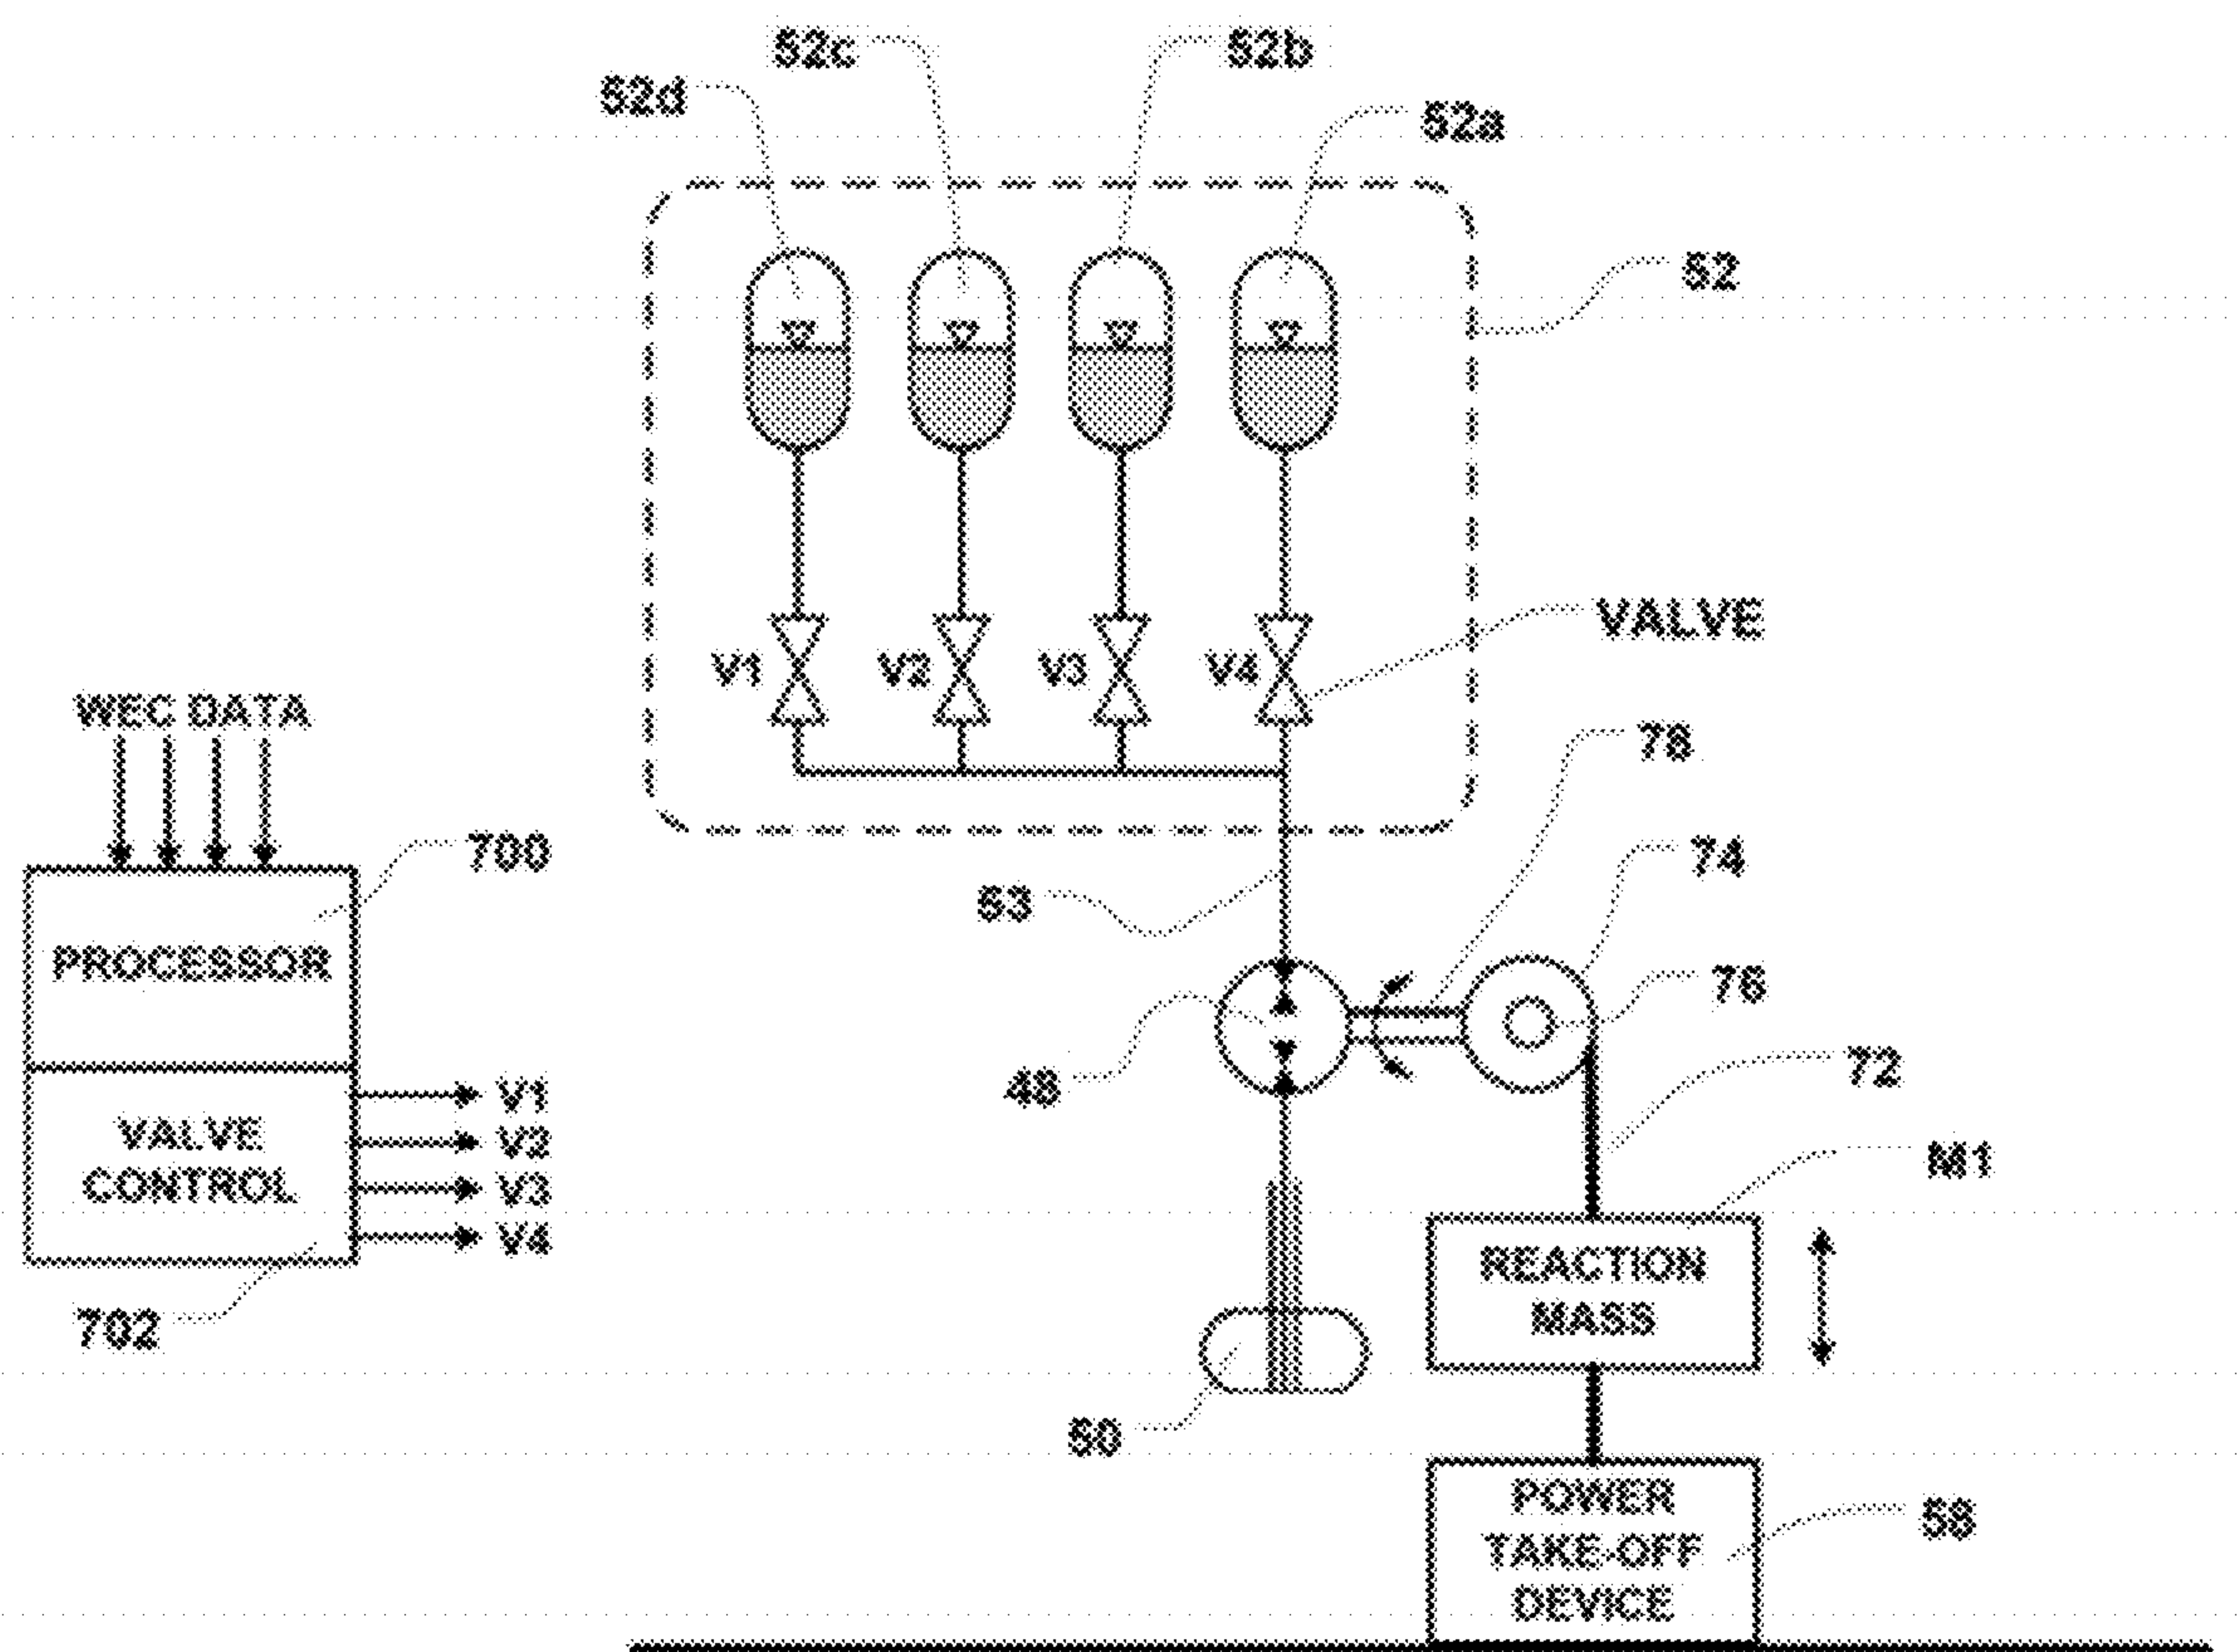 52c
52b
52d
52a
52
VALVE
V1
V2
V3
V4
WEC DATA
78
700
74
53
PROCESSOR
76
72
48
V1
VALVE
V2
M1
CONTROL
V3
V4
REACTION
MASS
702
50
POWER
58
TAKE-OFF
DEVICE